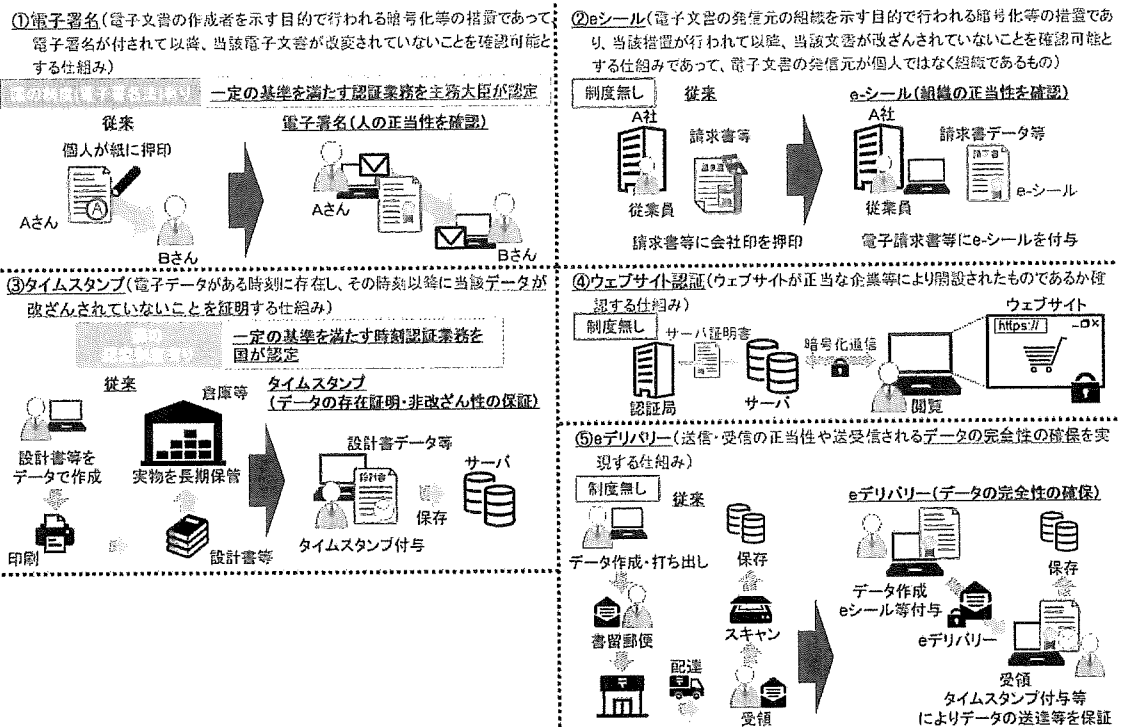 ①電子署名(電子文書の作成者を示す目的で行われる暗号化等の措置であって、
電子署名が付されて以降、当該電子文書が改変されていないことを確認可能と
する仕組み)
一定の基準を満たす認証業務を主務大臣が認定
従来
個人が紙に押印
Aさん
Bさん
電子署名(人の正当性を確認)
Aさん
Bさん
②eシール(電子文書の発信元の組織を示す目的で行われる暗号化等の措置であ
り、当該措置が行われて以降、当該文書が改ざんされていないことを確認可能と
する仕組みであって、電子文書の発信元が個人ではなく組織であるもの)
制度無し
従来
A社
請求書等
請求書
従業員
請求書等に会社印を押印
e-シール(組織の正当性を確認)
A社
請求書データ等
請求書
e-シール
従業員
電子請求書等にe-シールを付与
③タイムスタンプ(電子データがある時刻に存在し、その時刻以降に当該データが
改ざんされていないことを証明する仕組み)
一定の基準を満たす時刻認証業務を
国が認定
従来
設計書等を
データで作成
印刷
倉庫等
実物を長期保管
設計書等
タイムスタンプ
(データの存在証明・非改ざん性の保証)
設計書データ等
設計書
サーバ
保存
タイムスタンプ付与
④ウェブサイト認証(ウェブサイトが正当な企業等により開設されたものであるか確
認する仕組み)
制度無し
サーバ証明書
認証局
サーバ
暗号化通信
閲覧
ウェブサイト
https://
⑤eデリバリー(送信・受信の正当性や送受信されるデータの完全性の確保を実
現する仕組み)
制度無し
従来
データ作成・打ち出し
書留郵便
〒
配達
〒
受領
スキャン
保存
eデリバリー(データの完全性の確保)
データ作成
eシール等付与
eデリバリー
保存
受領
タイムスタンプ付与等
によりデータの送達等を保証